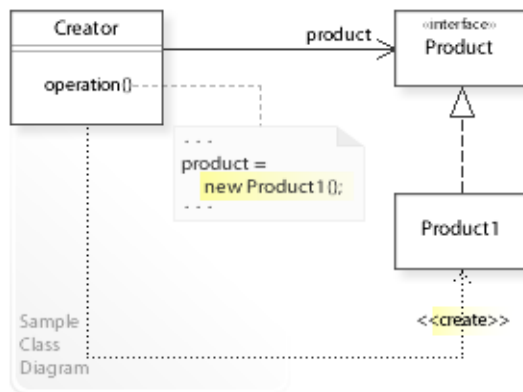 Creator
operation()
product
«interface»
Product
- - -
product =
new Product1();
- - -
Product1
<<create>>
Sample
Class
Diagram